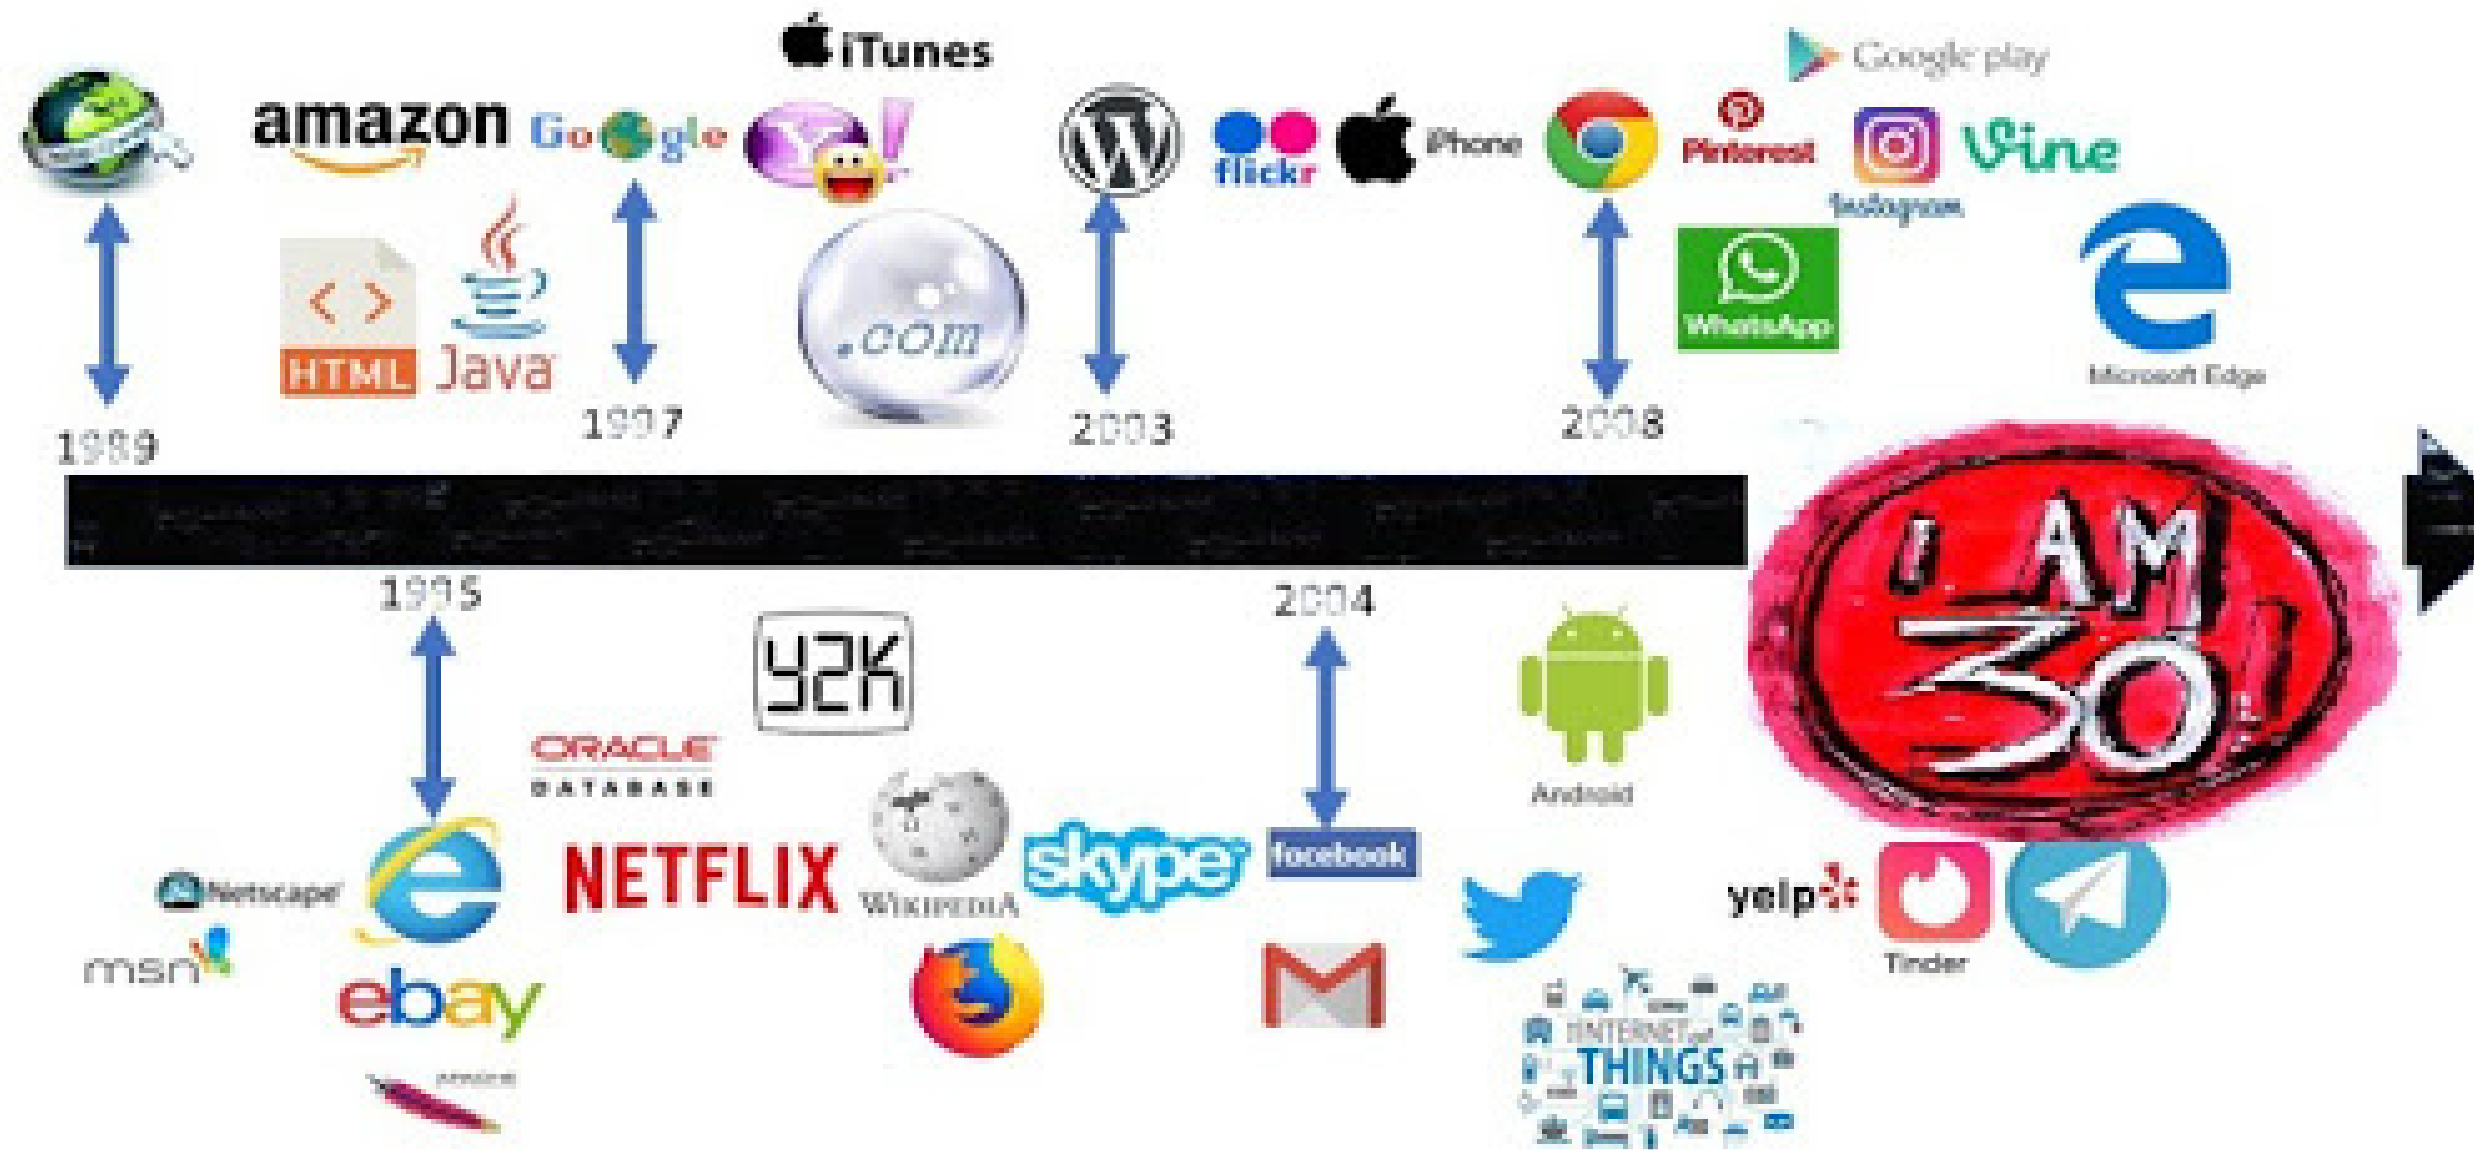 iTunes
Google play
amazon
Google
flickr
iPhone
Pinterest
Instagram
Vine
HTML
Java
.com
WhatsApp
Microsoft Edge
1989
1997
2003
2008
I AM
30!
1995
2004
Y2K
ORACLE
DATABASE
Android
Netscape
NETFLIX
WIKIPEDIA
skype
facebook
yelp
Tinder
msn
ebay
INTERNET of
THINGS
APACHE